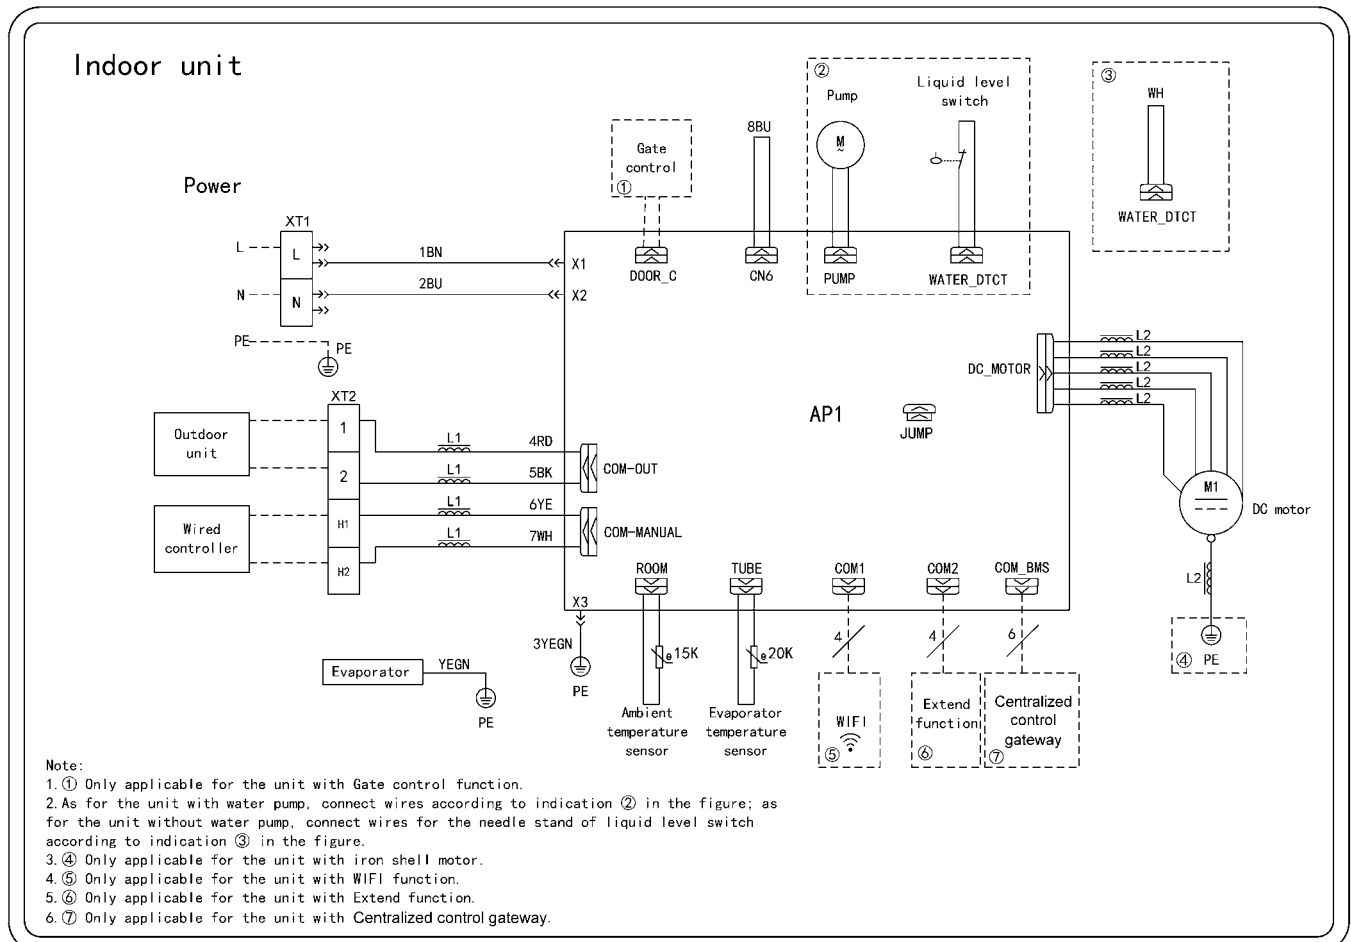 Indoor unit
Power
XT1
L
L
N
N
PE
PE
1BN
2BU
X1
X2
Gate
control
①
DOOR_C
8BU
CN6
②
Pump
M
~
PUMP
Liquid level
switch
WATER_DTCT
③
WH
WATER_DTCT
DC_MOTOR
L2
L2
L2
L2
L2
AP1
JUMP
M1
DC motor
L2
④ PE
XT2
1
2
H1
H2
Outdoor
unit
Wired
controller
L1
L1
L1
L1
4RD
5BK
6YE
7WH
COM-OUT
COM-MANUAL
X3
3YEGN
PE
Evaporator
YEGN
PE
ROOM
θ15K
Ambient
temperature
sensor
TUBE
θ20K
Evaporator
temperature
sensor
COM1
4
WIFI
⑤
COM2
4
Extend
function
⑥
COM_BMS
6
Centralized
control
gateway
⑦
Note:
1. ① Only applicable for the unit with Gate control function.
2. As for the unit with water pump, connect wires according to indication ② in the figure; as
for the unit without water pump, connect wires for the needle stand of liquid level switch
according to indication ③ in the figure.
3. ④ Only applicable for the unit with iron shell motor.
4. ⑤ Only applicable for the unit with WIFI function.
5. ⑥ Only applicable for the unit with Extend function.
6. ⑦ Only applicable for the unit with Centralized control gateway.